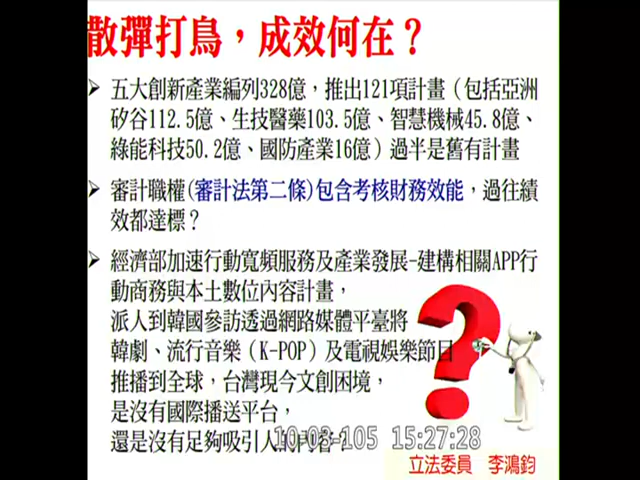 散彈打鳥，成效何在？
五大創新產業編列328億，推出121項計畫（包括亞洲
矽谷112.5億、生技醫藥103.5億、智慧機械45.8億、
綠能科技50.2億、國防產業16億）過半是舊有計畫
審計職權(審計法第二條)包含考核財務效能，過往績
效都達標？
經濟部加速行動寬頻服務及產業發展-建構相關APP行
動商務與本土數位內容計畫，
派人到韓國參訪透過網路媒體平臺將
韓劇、流行音樂（K-POP）及電視娛樂節目
推播到全球，台灣現今文創困境，
是沒有國際播送平台，
還是沒有足夠吸引人的內容？
10-03-105 15:27:28
立法委員 李鴻鈞